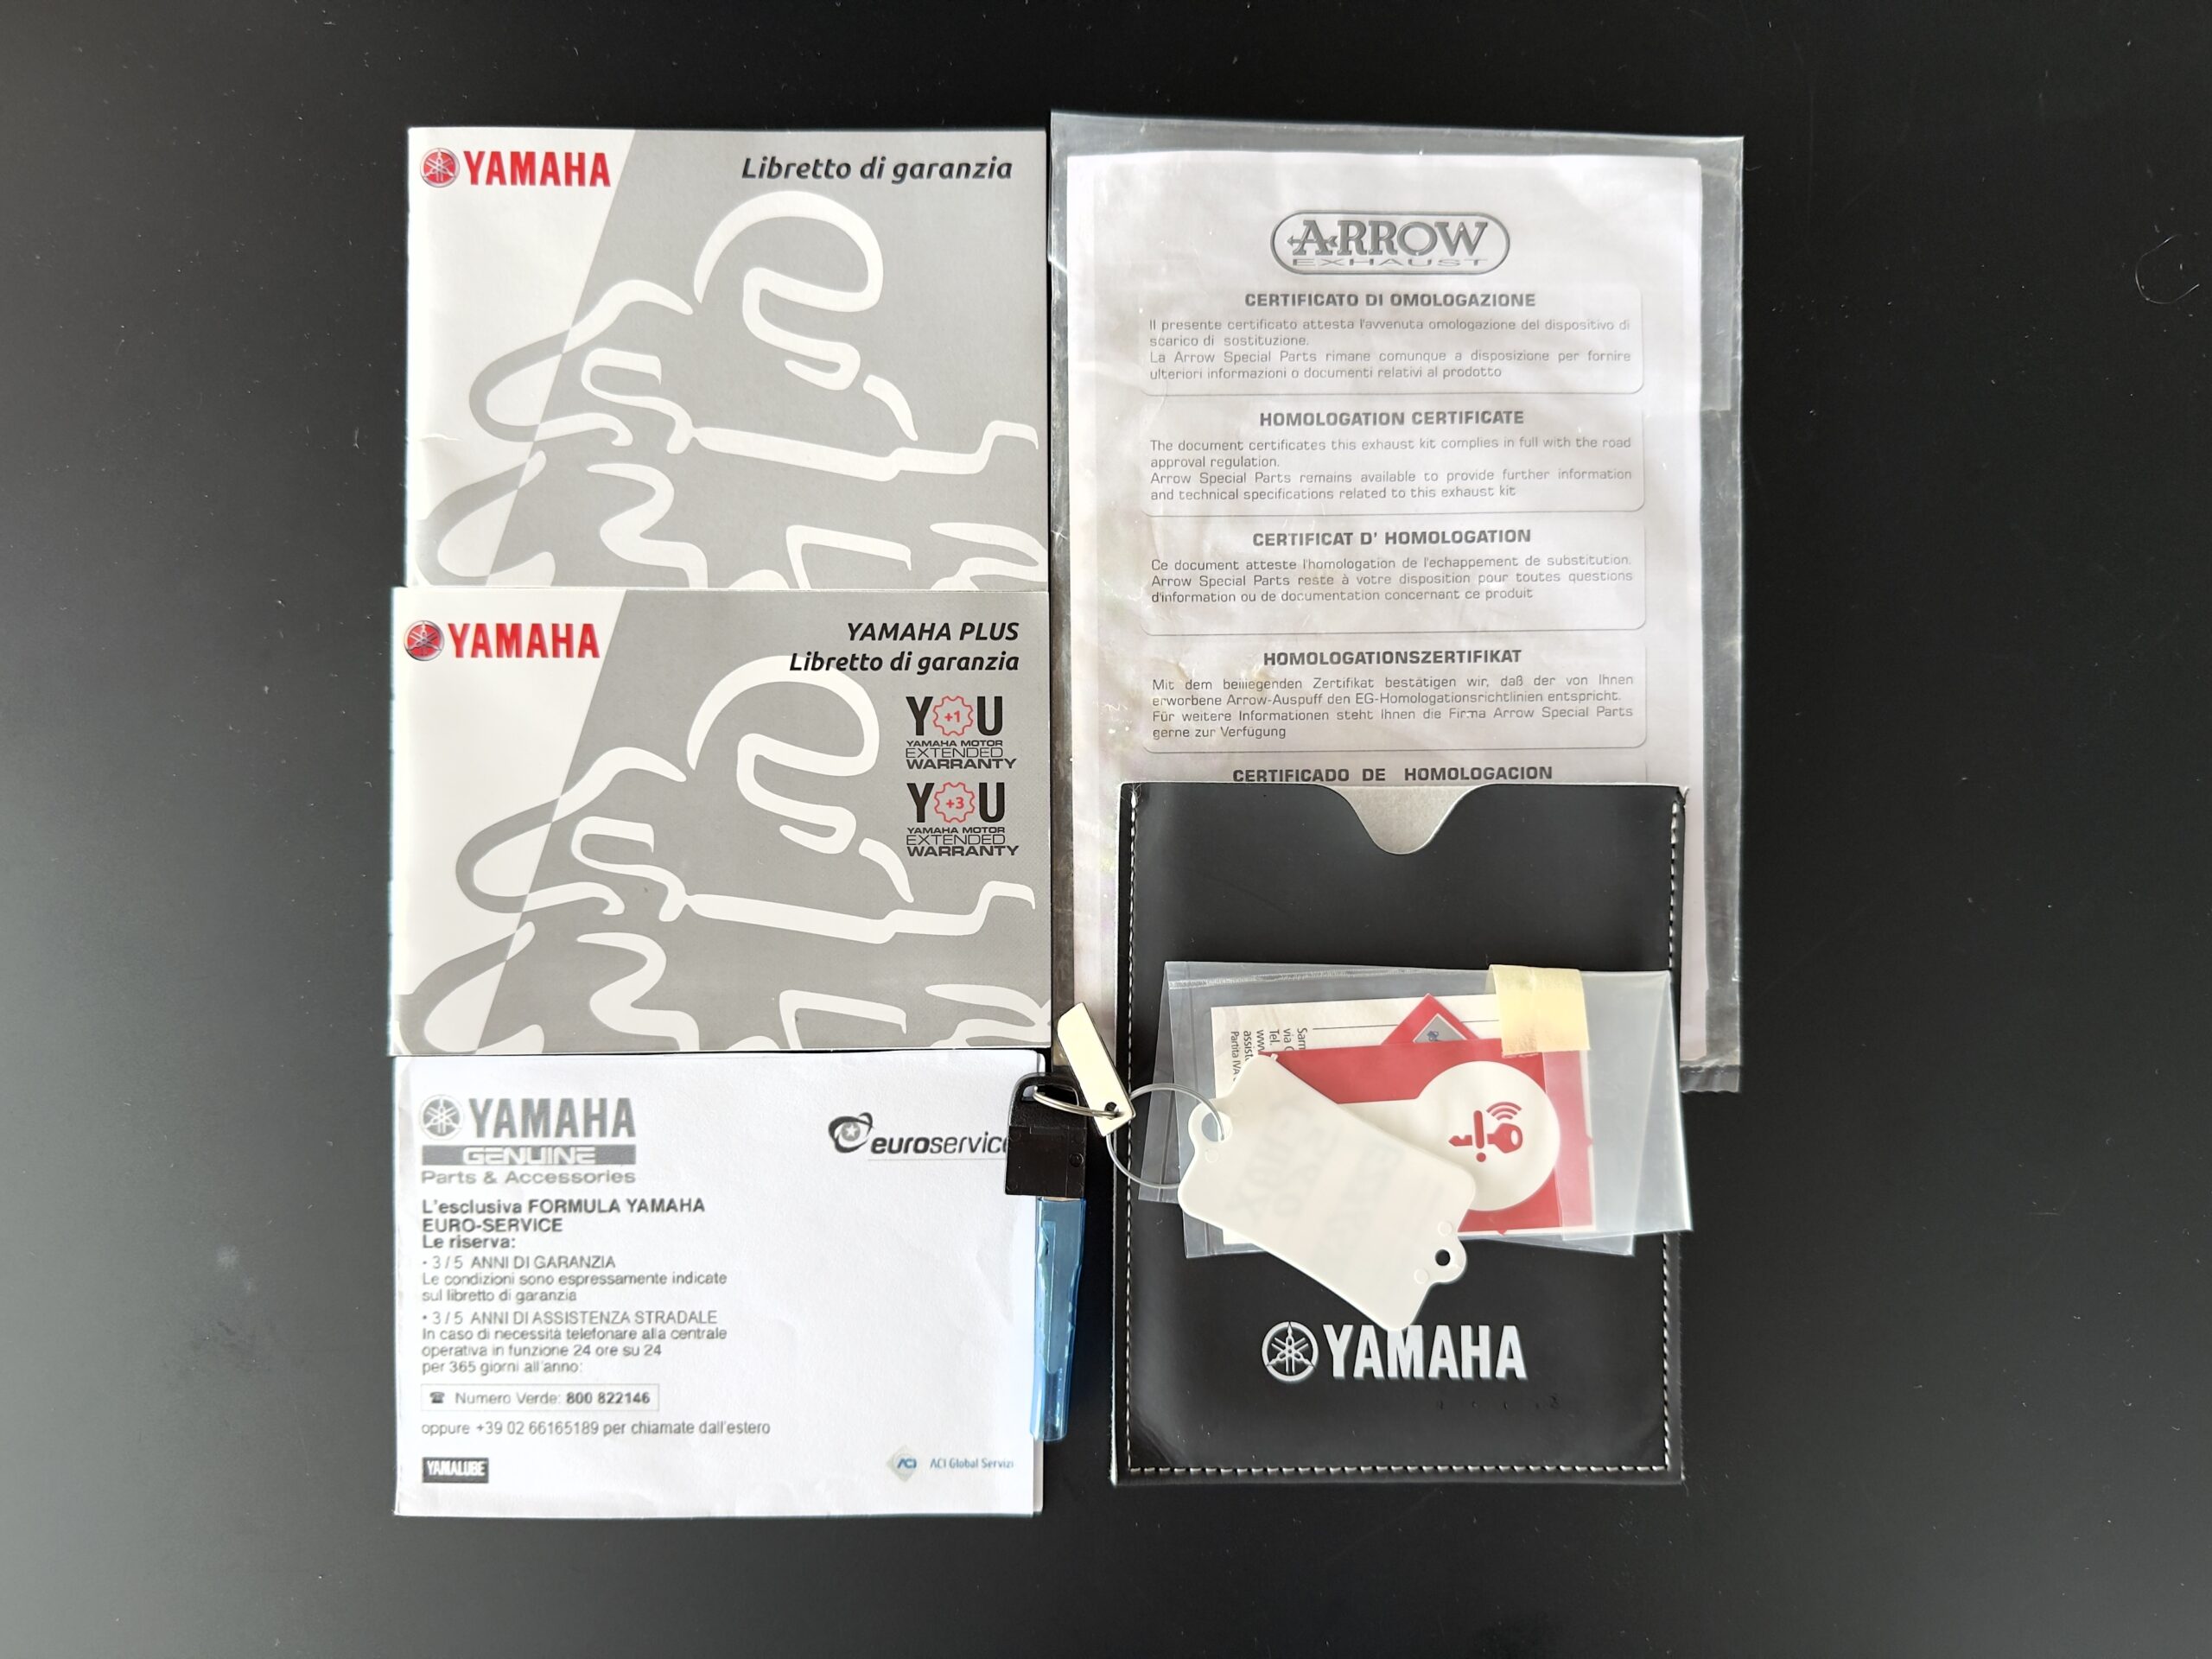 YAMAHA
Libretto di garanzia
YAMAHA
YAMAHA PLUS
Libretto di garanzia
Y +1 U
YAMAHA MOTOR
EXTENDED
WARRANTY
Y +3 U
YAMAHA MOTOR
EXTENDED
WARRANTY
YAMAHA
GENUINE
Parts & Accessories
euroservice
L'esclusiva FORMULA YAMAHA
EURO-SERVICE
Le riserva:
• 3 / 5 ANNI DI GARANZIA
Le condizioni sono espressamente indicate
sul libretto di garanzia
• 3 / 5 ANNI DI ASSISTENZA STRADALE
In caso di necessità telefonare alla centrale
operativa in funzione 24 ore su 24
per 365 giorni all'anno:
Numero Verde: 800 822146
oppure +39 02 66165189 per chiamate dall'estero
YAMALUBE
ACI
ACI Global Servizi
ARROW
EXHAUST
CERTIFICATO DI OMOLOGAZIONE
Il presente certificato attesta l'avvenuta omologazione del dispositivo di
scarico di sostituzione.
La Arrow Special Parts rimane comunque a disposizione per fornire
ulteriori informazioni o documenti relativi al prodotto
HOMOLOGATION CERTIFICATE
The document certificates this exhaust kit complies in full with the road
approval regulation.
Arrow Special Parts remains available to provide further information
and technical specifications related to this exhaust kit
CERTIFICAT D' HOMOLOGATION
Ce document atteste l'homologation de l'echappement de substitution.
Arrow Special Parts reste à votre disposition pour toutes questions
d'information ou de documentation concernant ce produit
HOMOLOGATIONSZERTIFIKAT
Mit dem beiliegenden Zertifikat bestätigen wir, daß der von Ihnen
erworbene Arrow-Auspuff den EG-Homologationsrichtlinien entspricht.
Für weitere Informationen steht Ihnen die Firma Arrow Special Parts
gerne zur Verfügung
CERTIFICADO DE HOMOLOGACION
via
Tel.
www.
Partita IVA
YAMAHA